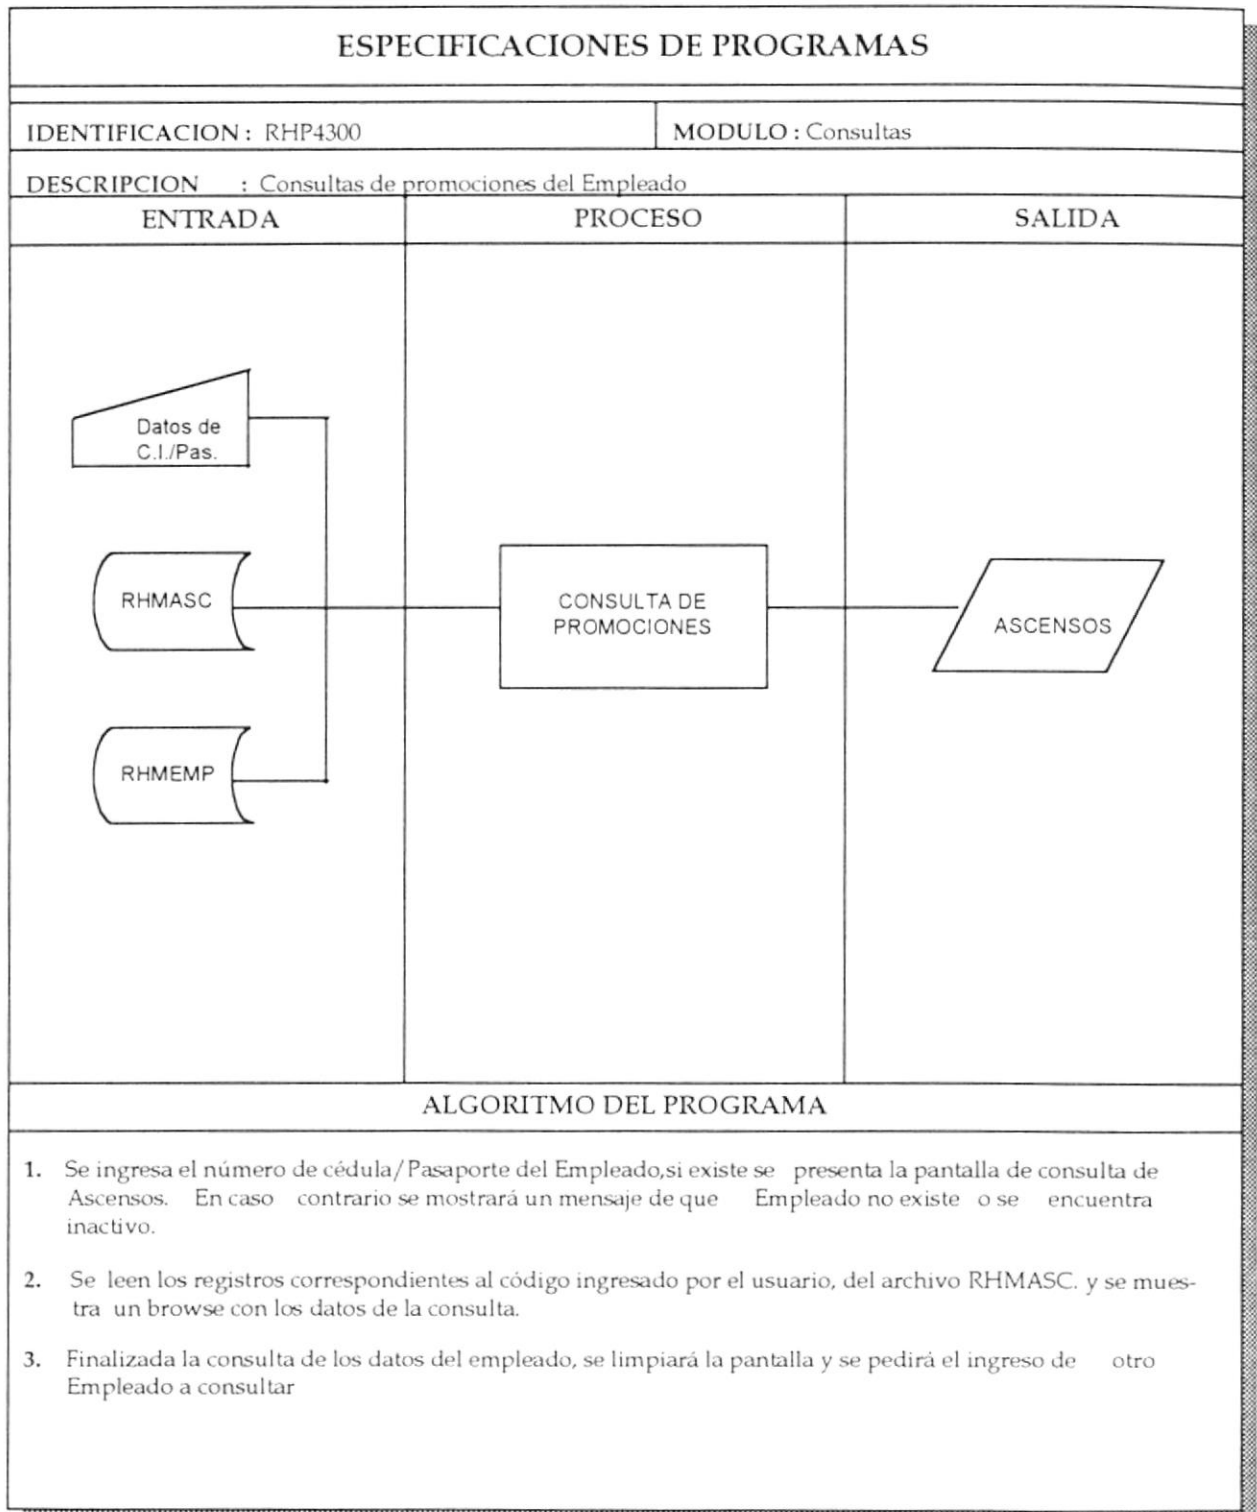 ESPECIFICACIONES DE PROGRAMAS
IDENTIFICACION : RHP4300
MODULO : Consultas
DESCRIPCION : Consultas de promociones del Empleado
ENTRADA
PROCESO
SALIDA
Datos de
C.I./Pas.
RHMASC
CONSULTA DE
PROMOCIONES
ASCENSOS
RHMEMP
ALGORITMO DEL PROGRAMA
1. Se ingresa el número de cédula/Pasaporte del Empleado,si existe se presenta la pantalla de consulta de
Ascensos. En caso contrario se mostrará un mensaje de que Empleado no existe o se encuentra
inactivo.
2. Se leen los registros correspondientes al código ingresado por el usuario, del archivo RHMASC. y se mues-
tra un browse con los datos de la consulta.
3. Finalizada la consulta de los datos del empleado, se limpiará la pantalla y se pedirá el ingreso de otro
Empleado a consultar